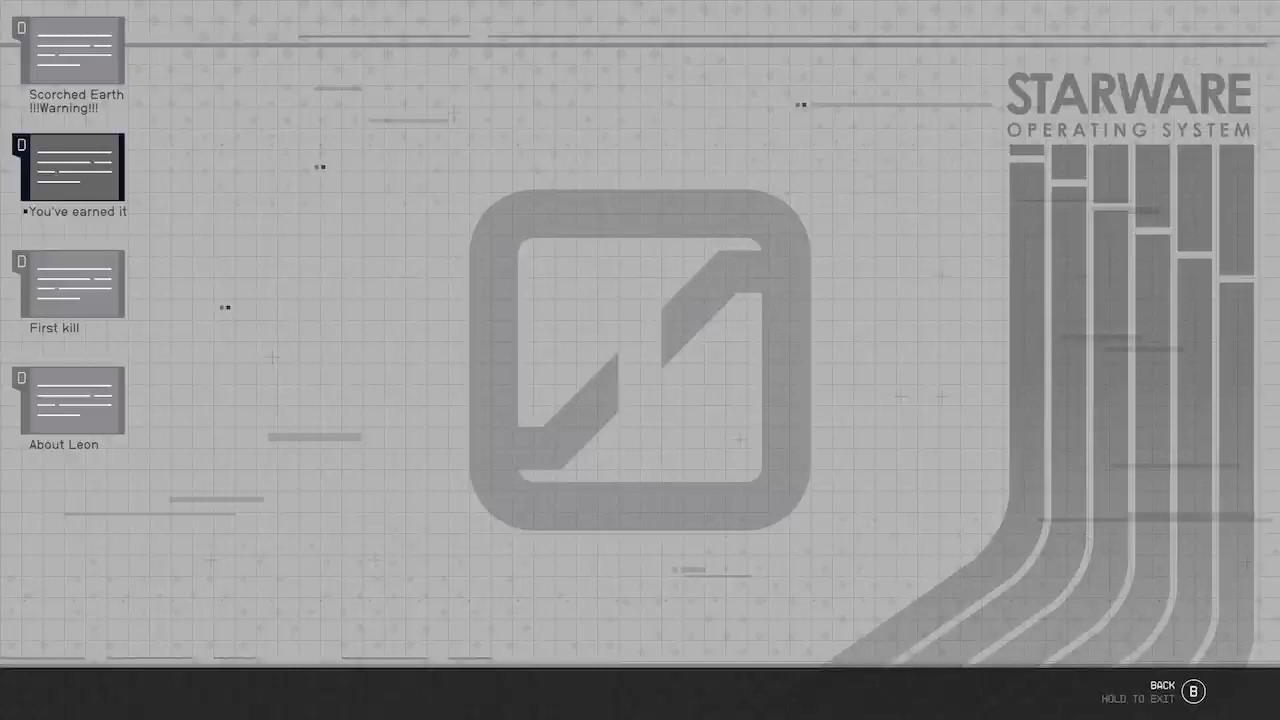 D
Scorched Earth
!!!Warning!!!
D
You've earned it
D
First kill
D
About Leon
STARWARE
OPERATING SYSTEM
BACK
HOLD TO EXIT
B